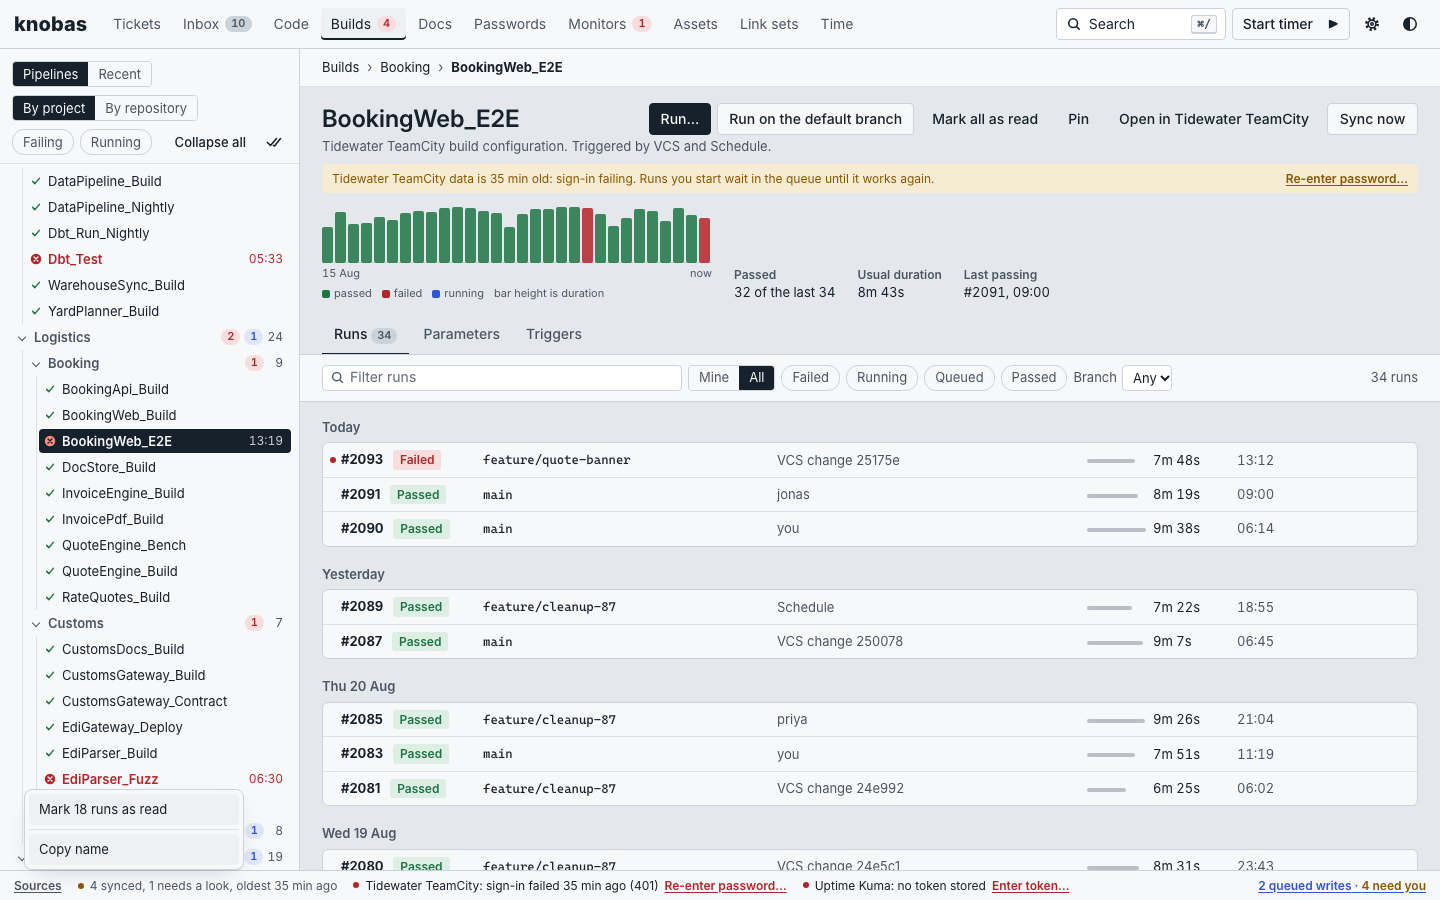 knobas
Tickets
Inbox 10
Code
Builds 4
Docs
Passwords
Monitors 1
Assets
Link sets
Time
Search ⌘/
Start timer
Pipelines Recent
By project By repository
Failing Running Collapse all
DataPipeline_Build
DataPipeline_Nightly
Dbt_Run_Nightly
Dbt_Test 05:33
WarehouseSync_Build
YardPlanner_Build
Logistics 2 1 24
Booking 1 9
BookingApi_Build
BookingWeb_Build
BookingWeb_E2E 13:19
DocStore_Build
InvoiceEngine_Build
InvoicePdf_Build
QuoteEngine_Bench
QuoteEngine_Build
RateQuotes_Build
Customs 1 7
CustomsDocs_Build
CustomsGateway_Build
CustomsGateway_Contract
EdiGateway_Deploy
EdiParser_Build
EdiParser_Fuzz 06:30
Mark 18 runs as read
1 8
Copy name
1 19
Builds › Booking › BookingWeb_E2E
BookingWeb_E2E
Run... Run on the default branch Mark all as read Pin Open in Tidewater TeamCity Sync now
Tidewater TeamCity build configuration. Triggered by VCS and Schedule.
Tidewater TeamCity data is 35 min old: sign-in failing. Runs you start wait in the queue until it works again. Re-enter password...
15 Aug now
passed failed running bar height is duration
Passed
32 of the last 34
Usual duration
8m 43s
Last passing
#2091, 09:00
Runs 34 Parameters Triggers
Filter runs Mine All Failed Running Queued Passed Branch Any 34 runs
Today
#2093 Failed feature/quote-banner VCS change 25175e 7m 48s 13:12
#2091 Passed main jonas 8m 19s 09:00
#2090 Passed main you 9m 38s 06:14
Yesterday
#2089 Passed feature/cleanup-87 Schedule 7m 22s 18:55
#2087 Passed main VCS change 250078 9m 7s 06:45
Thu 20 Aug
#2085 Passed feature/cleanup-87 priya 9m 26s 21:04
#2083 Passed main you 7m 51s 11:19
#2081 Passed feature/cleanup-87 VCS change 24e992 6m 25s 06:02
Wed 19 Aug
#2080 Passed feature/cleanup-87 VCS change 24e5c1 8m 31s 23:43
Sources 4 synced, 1 needs a look, oldest 35 min ago Tidewater TeamCity: sign-in failed 35 min ago (401) Re-enter password... Uptime Kuma: no token stored Enter token... 2 queued writes · 4 need you